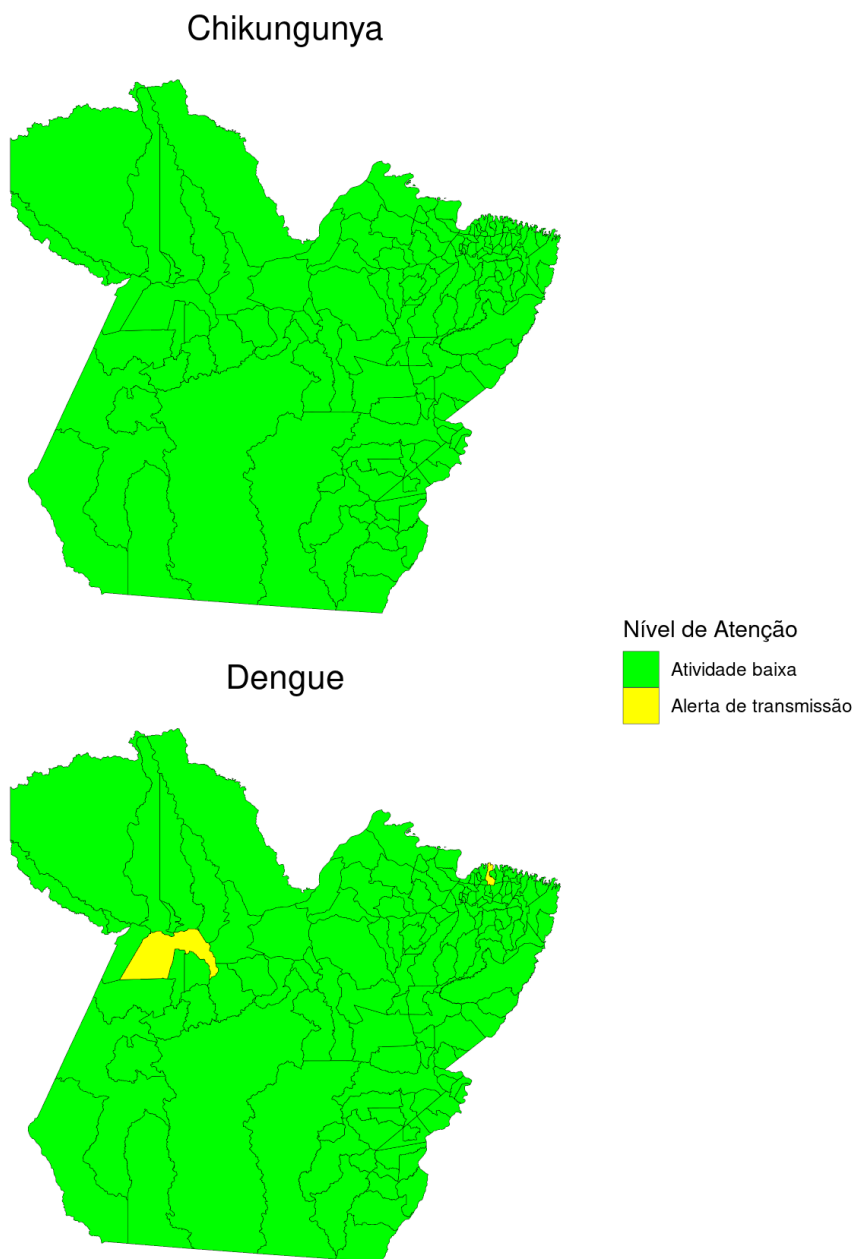 Chikungunya
Nível de Atenção
Atividade baixa
Alerta de transmissão
Dengue